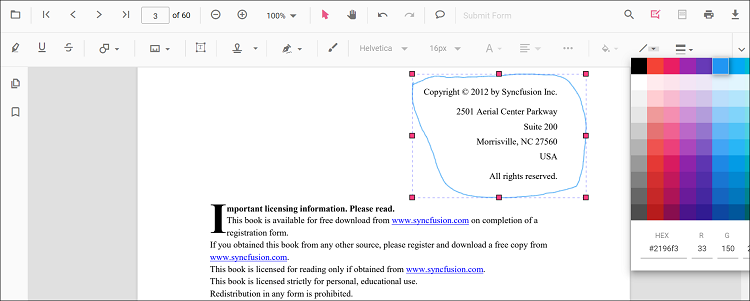 3 of 60 100% Submit Form
Helvetica 16px A
Copyright © 2012 by Syncfusion Inc.
2501 Aerial Center Parkway
Suite 200
Morrisville, NC 27560
USA
All rights reserved.
Important licensing information. Please read.
This book is available for free download from www.syncfusion.com on completion of a
registration form.
If you obtained this book from any other source, please register and download a free copy from
www.syncfusion.com.
This book is licensed for reading only if obtained from www.syncfusion.com.
This book is licensed strictly for personal, educational use.
Redistribution in any form is prohibited.
HEX R G
#2196f3 33 150